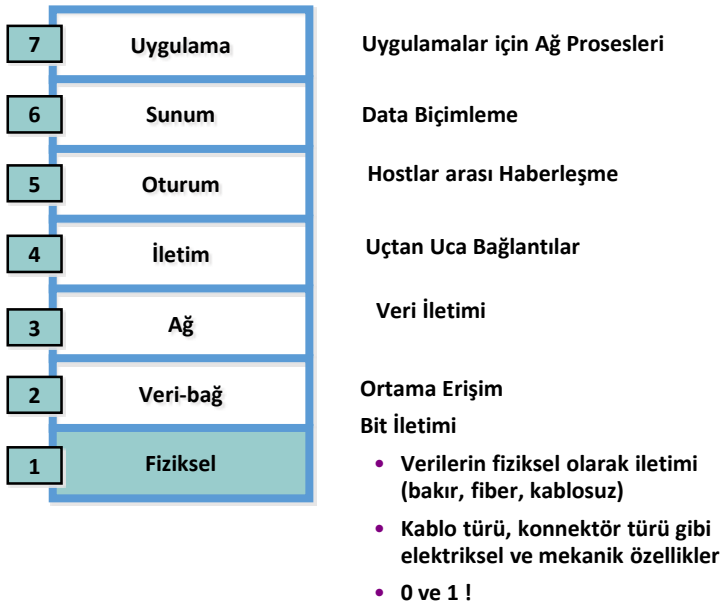 7 Uygulama Uygulamalar için Ağ Prosesleri
6 Sunum Data Biçimleme
5 Oturum Hostlar arası Haberleşme
4 İletim Uçtan Uca Bağlantılar
3 Ağ Veri İletimi
2 Veri-bağ Ortama Erişim
Bit İletimi
1 Fiziksel
• Verilerin fiziksel olarak iletimi
(bakır, fiber, kablosuz)
• Kablo türü, konnektör türü gibi
elektriksel ve mekanik özellikler
• 0 ve 1 !